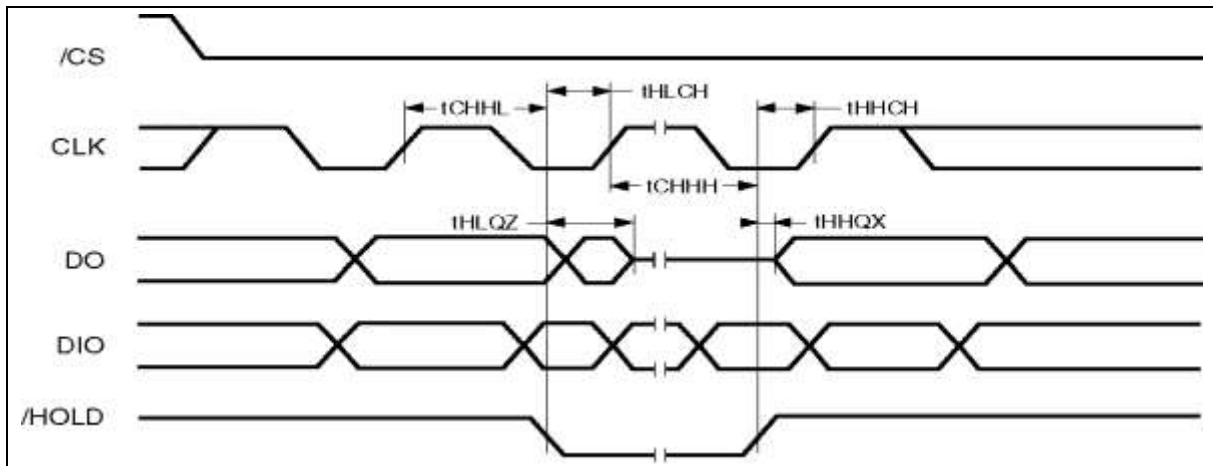 /CS
tHLCH
tCHHL
tHHCH
CLK
tCHHH
tHLQZ
tHHQX
DO
DIO
/HOLD